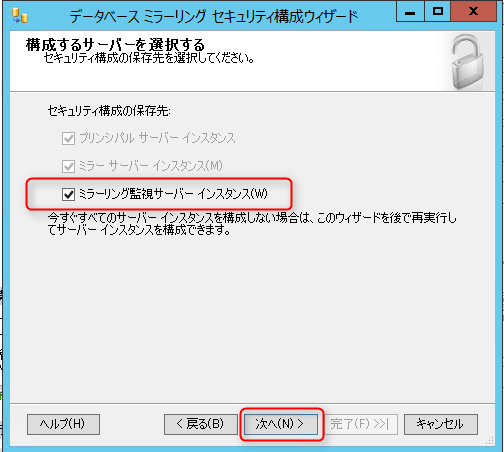 データベース ミラーリング セキュリティ構成ウィザード
構成するサーバーを選択する
セキュリティ構成の保存先を選択してください。
セキュリティ構成の保存先:
プリンシパル サーバー インスタンス
ミラー サーバー インスタンス(M)
ミラーリング監視サーバー インスタンス(W)
今すぐすべてのサーバー インスタンスを構成しない場合は、このウィザードを後で再実行し
てサーバー インスタンスを構成できます。
ヘルプ(H)
< 戻る(B)
次へ(N) >
完了(F) >>|
キャンセル